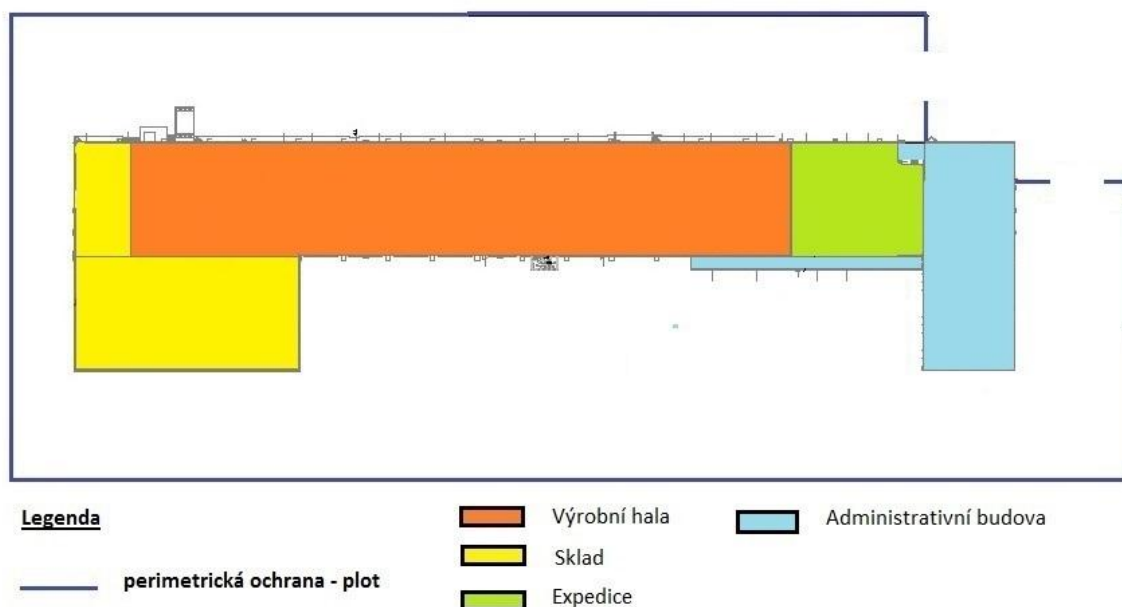 Legenda
Výrobní hala
Administrativní budova
Sklad
perimetrická ochrana - plot
Expedice